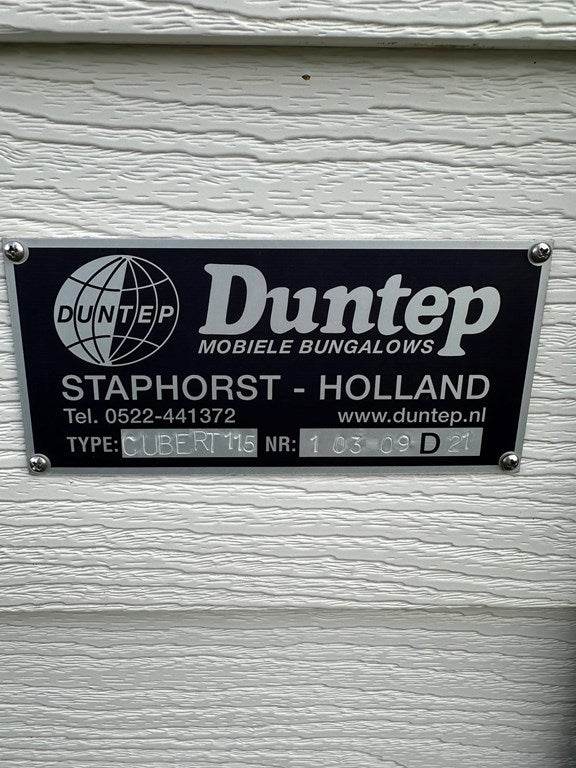 DUNTEP
Duntep
MOBIELE BUNGALOWS
STAPHORST - HOLLAND
Tel. 0522-441372 www.duntep.nl
TYPE: CUBERT 115 NR: 1 03 09 D 21